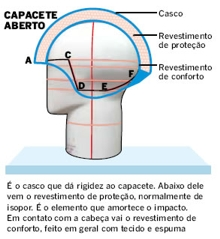 CAPACETE
ABERTO
Casco
Revestimento
de proteção
Revestimento
de conforto
A
C
D
E
F
É o casco que dá rigidez ao capacete. Abaixo dele
vem o revestimento de proteção, normalmente de
isopor. É o elemento que amortece o impacto.
Em contato com a cabeça vai o revestimento de
conforto, feito em geral com tecido e espuma